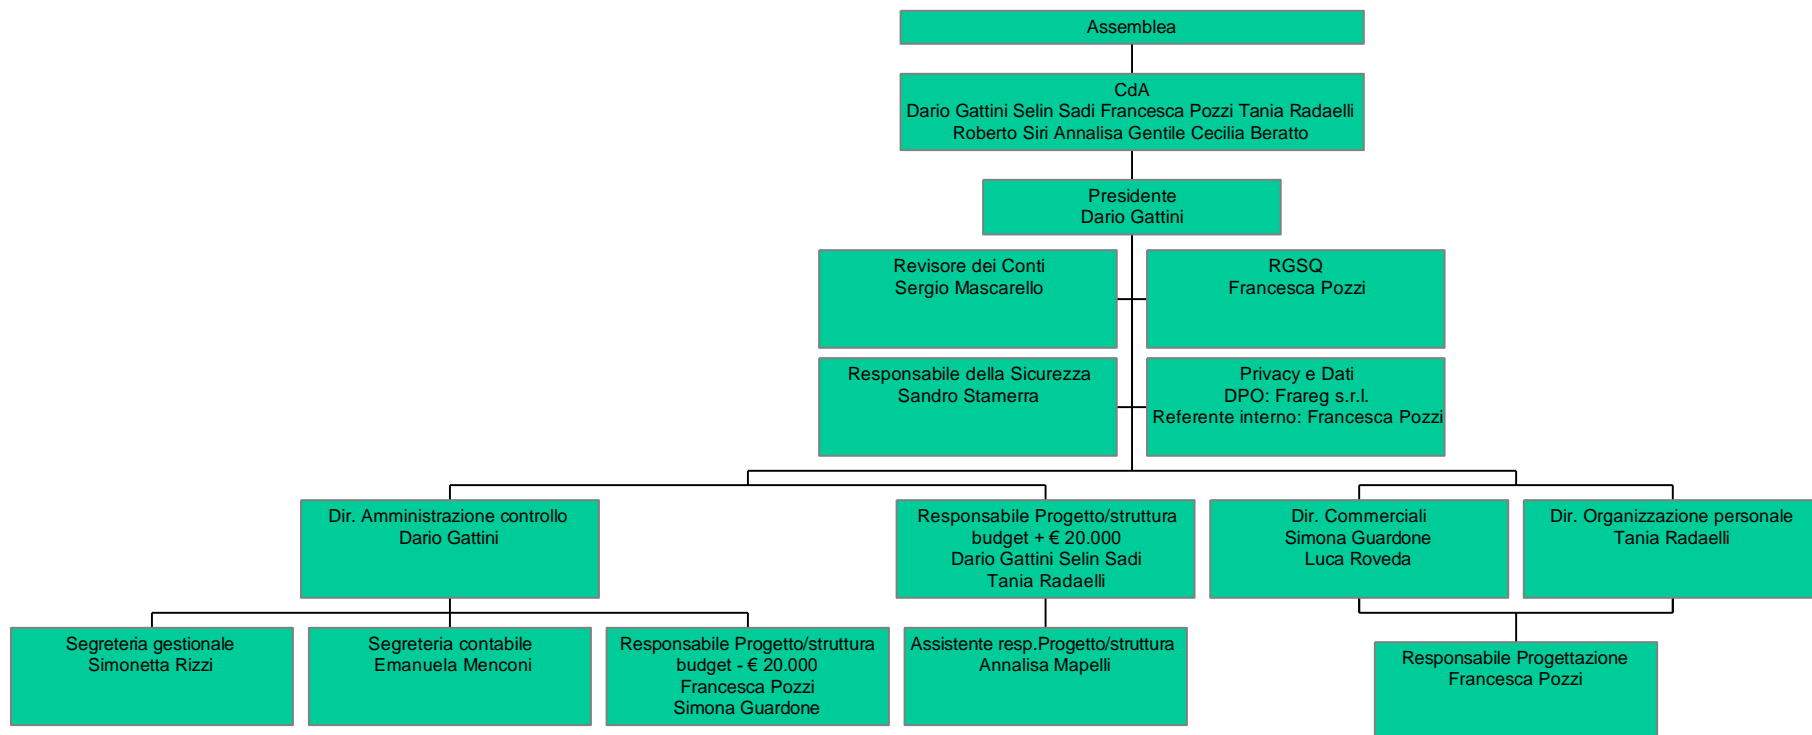 Assemblea
CdA
Dario Gattini Selin Sadi Francesca Pozzi Tania Radaelli
Roberto Siri Annalisa Gentile Cecilia Beratto
Presidente
Dario Gattini
Revisore dei Conti
Sergio Mascarello
RGSQ
Francesca Pozzi
Responsabile della Sicurezza
Sandro Stamerra
Privacy e Dati
DPO: Frareg s.r.l.
Referente interno: Francesca Pozzi
Dir. Amministrazione controllo
Dario Gattini
Responsabile Progetto/struttura
budget + € 20.000
Dario Gattini Selin Sadi
Tania Radaelli
Dir. Commerciali
Simona Guardone
Luca Roveda
Dir. Organizzazione personale
Tania Radaelli
Segreteria gestionale
Simonetta Rizzi
Segreteria contabile
Emanuela Menconi
Responsabile Progetto/struttura
budget - € 20.000
Francesca Pozzi
Simona Guardone
Assistente resp.Progetto/struttura
Annalisa Mapelli
Responsabile Progettazione
Francesca Pozzi